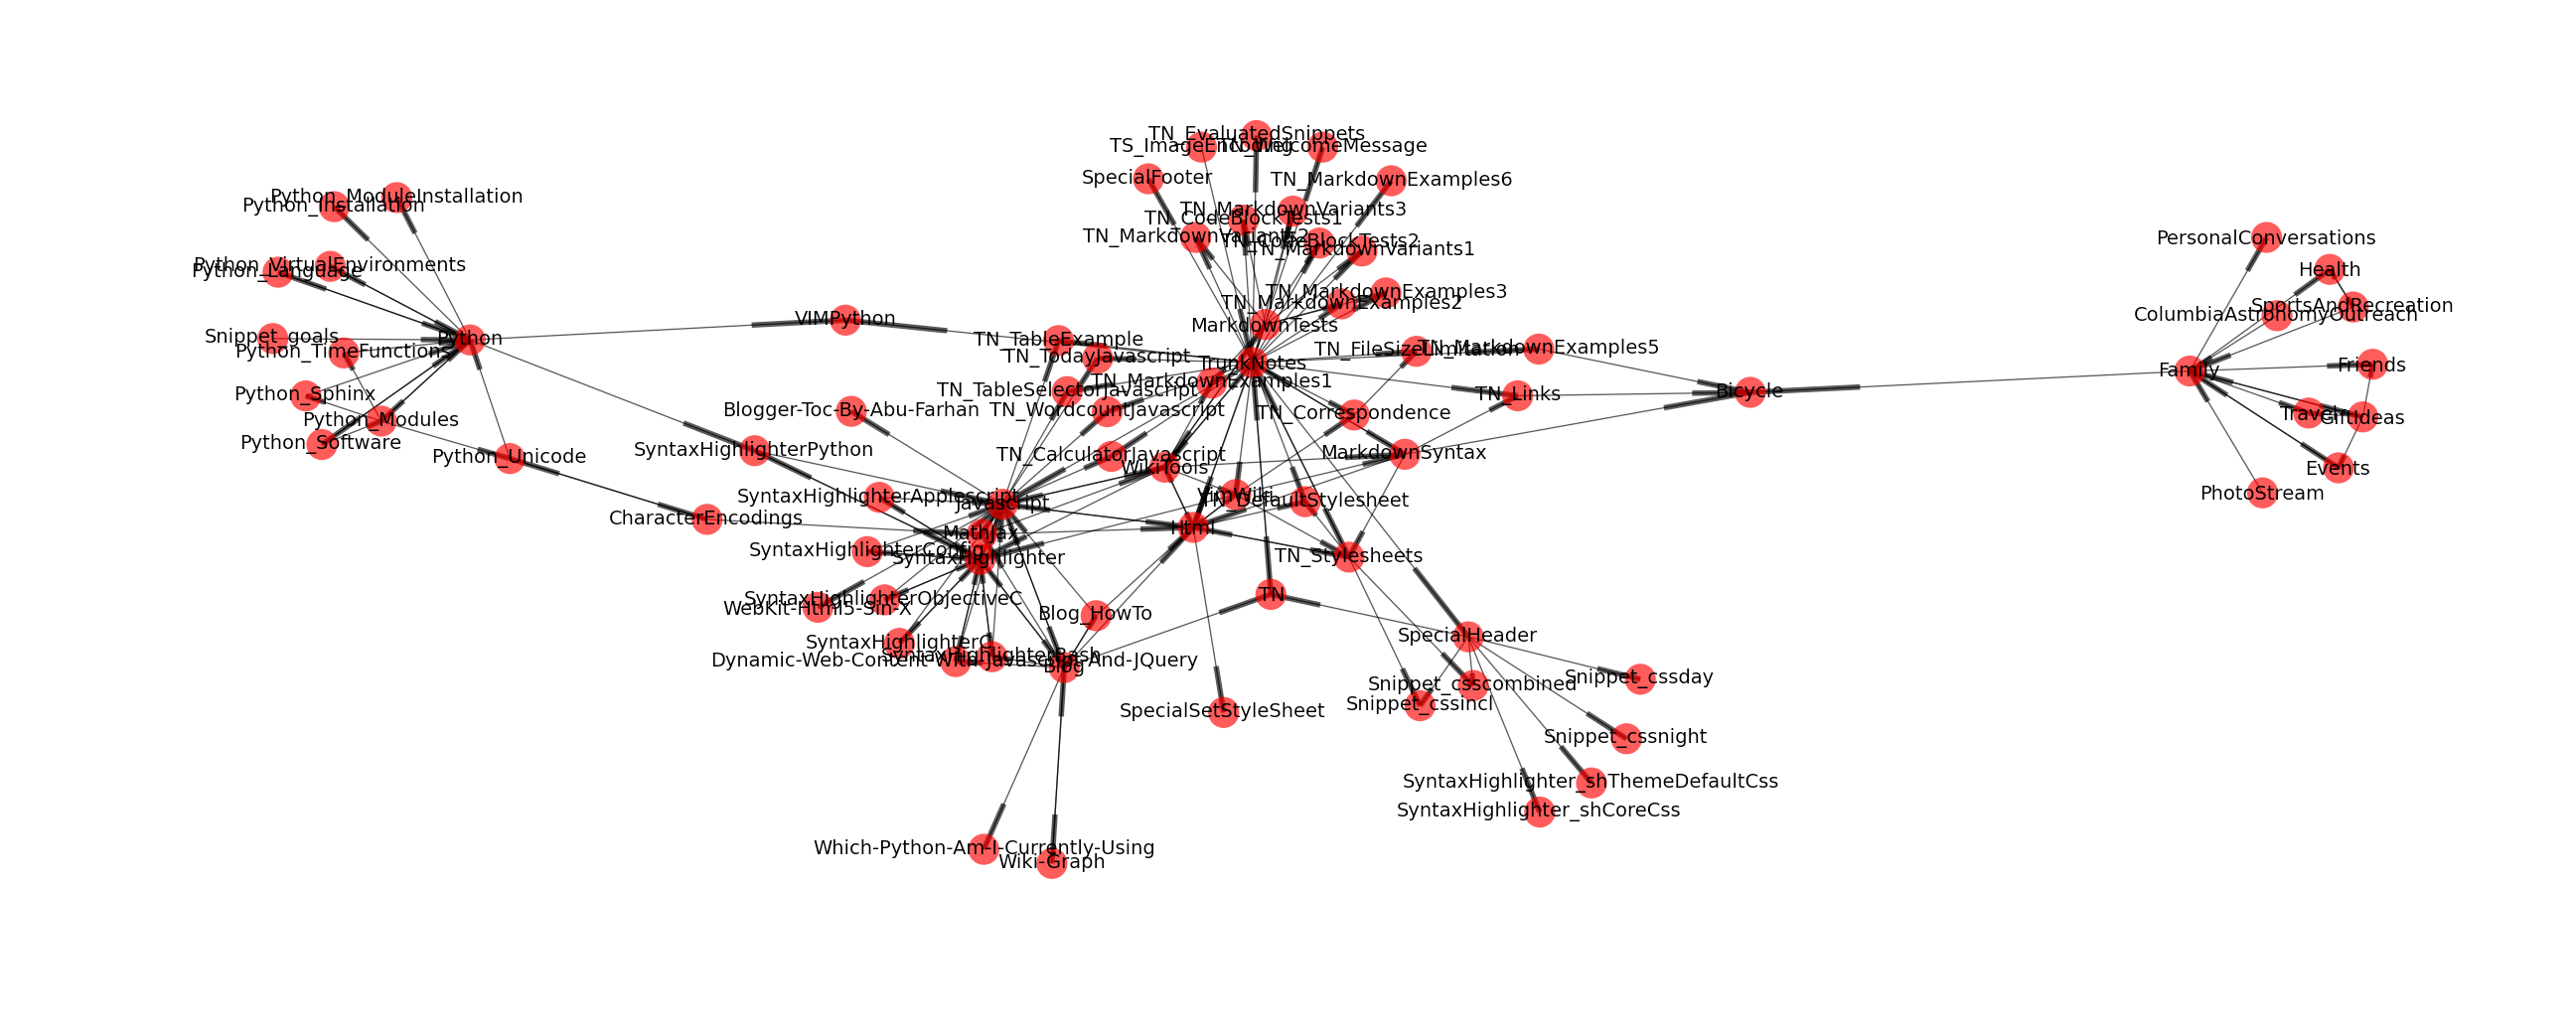 TN_EvaluatedSnippets
TS_ImageEncoding
TN_WelcomeMessage
SpecialFooter
TN_MarkdownExamples6
Python_ModuleInstallation
Python_Installation
TN_MarkdownVariants3
TN_CodeBlockTests1
TN_MarkdownVariants2
TN_CodeBlockTests2
TN_MarkdownVariants1
PersonalConversations
Python_VirtualEnvironments
Python_Language
Health
TN_MarkdownExamples3
TN_MarkdownExamples2
SportsAndRecreation
ColumbiaAstronomyOutreach
VIMPython
MarkdownTests
Snippet_goals
Python
TN_TableExample
Python_TimeFunctions
TN_TodayJavascript
TrunkNotes
TN_FileSizeLimitation
TN_MarkdownExamples5
Friends
Family
TN_MarkdownExamples1
TN_TableSelectorJavascript
Python_Sphinx
TN_Links
Bicycle
Blogger-Toc-By-Abu-Farhan
TN_WordcountJavascript
TN_Correspondence
Travel
GiftIdeas
Python_Modules
Python_Software
SyntaxHighlighterPython
TN_CalculatorJavascript
MarkdownSyntax
Python_Unicode
WikiTools
Events
SyntaxHighlighterApplescript
Javascript
VimWiki
TN_DefaultStylesheet
PhotoStream
CharacterEncodings
Html
MathJax
SyntaxHighlighterConfig
SyntaxHighlighter
TN_Stylesheets
SyntaxHighlighterObjectiveC
WebKit-Html5-Sin-X
TN
Blog_HowTo
SyntaxHighlighterC
SyntaxHighlighterBash
Dynamic-Web-Content-With-Javascript-And-JQuery
Blog
SpecialHeader
Snippet_cssday
Snippet_csscombined
Snippet_cssincl
SpecialSetStyleSheet
Snippet_cssnight
SyntaxHighlighter_shThemeDefaultCss
SyntaxHighlighter_shCoreCss
Which-Python-Am-I-Currently-Using
Wiki-Graph